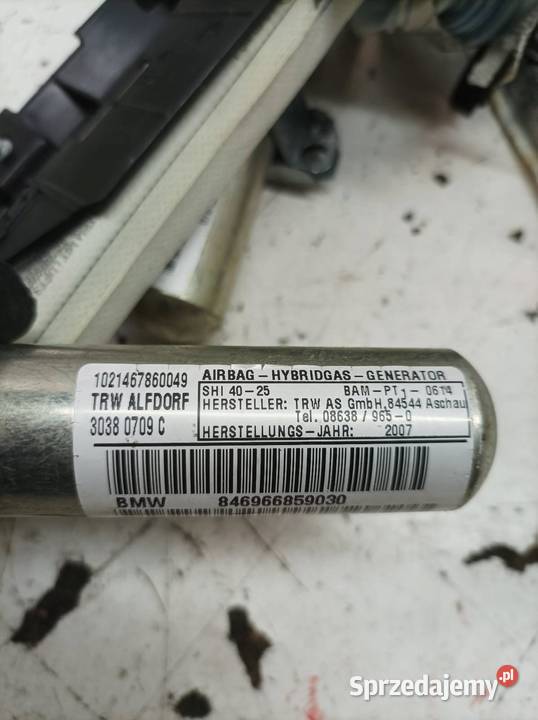 1021467860049
TRW ALFDORF
3038 0709 C
AIRBAG-HYBRIDGAS-GENERATOR
SHI 40-25 BAM-PT1- 0614
HERSTELLER: TRW AS GmbH,84544 Aschau
Tel. 08638 / 965-0
HERSTELLUNGS-JAHR: 2007
BMW 846966859030
Sprzedajemy.pl